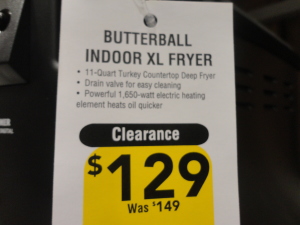 BUTTERBALL
INDOOR XL FRYER
• 11-Quart Turkey Countertop Deep Fryer
• Drain valve for easy cleaning
• Powerful 1,650-watt electric heating
element heats oil quicker
Clearance
$129
Was $149